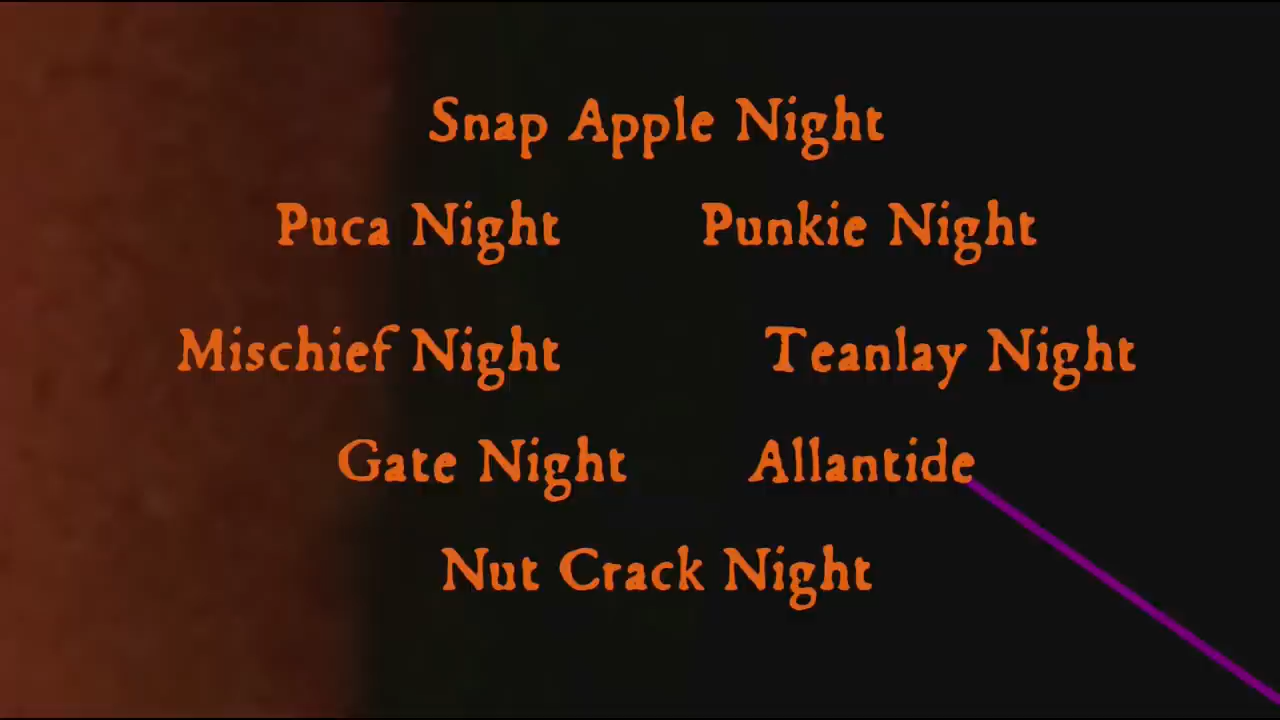 Snap Apple Night
Puca Night Punkie Night
Mischief Night Teanlay Night
Gate Night Allantide
Nut Crack Night